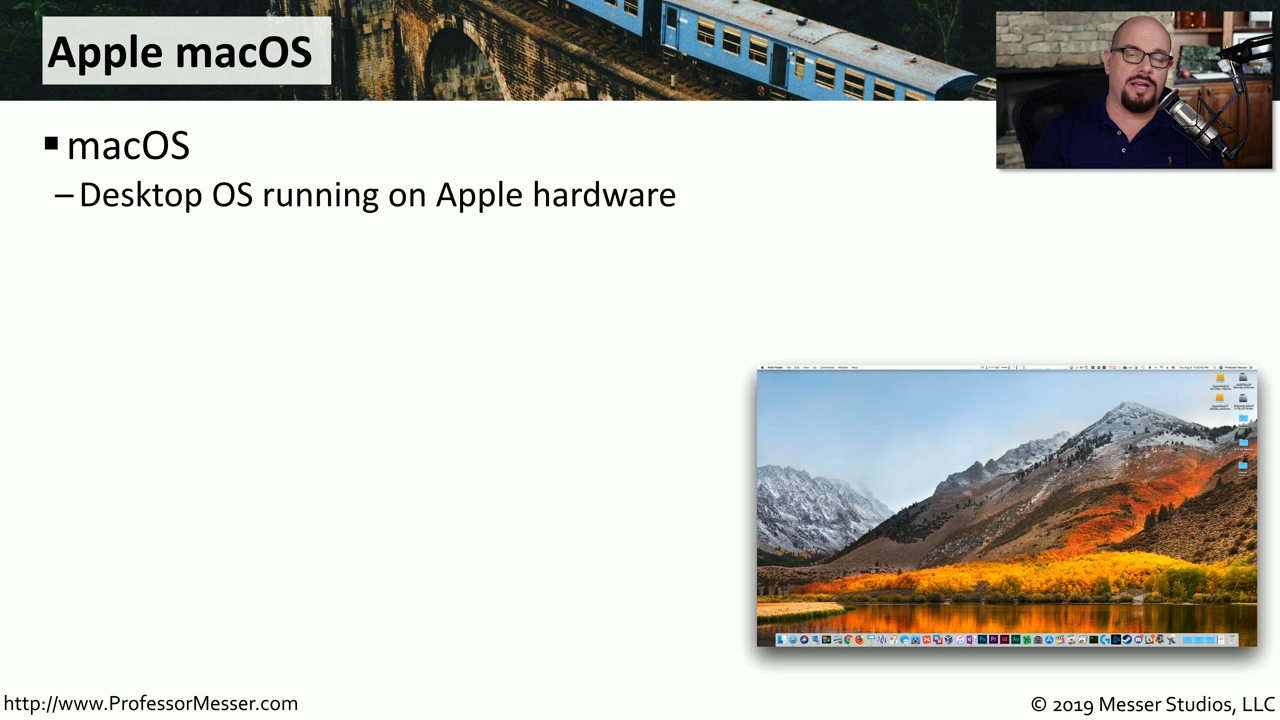 Apple macOS
▪ macOS
– Desktop OS running on Apple hardware
http://www.ProfessorMesser.com
© 2019 Messer Studios, LLC